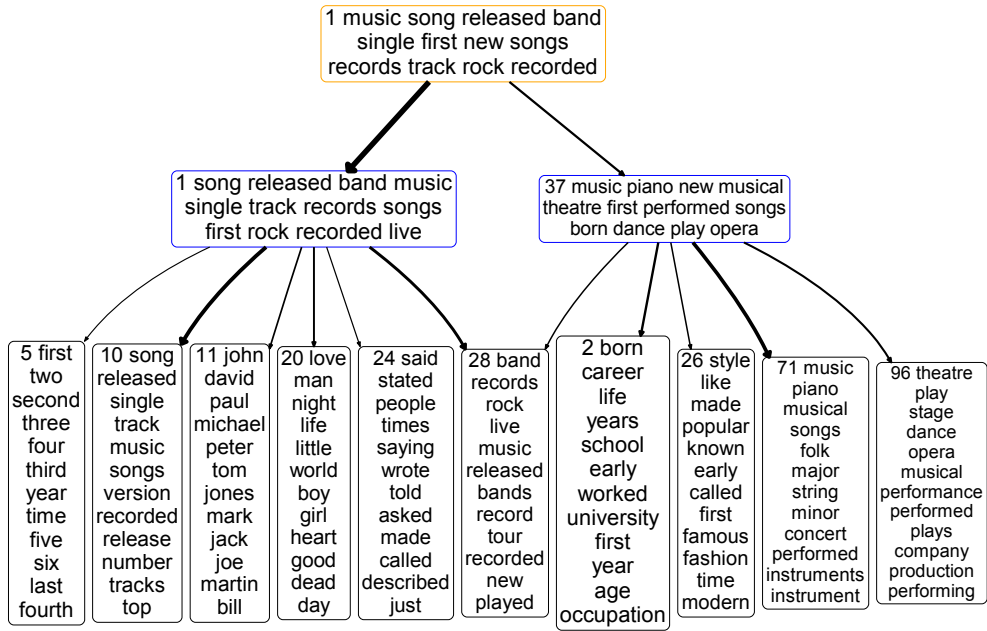 1 music song released band
single first new songs
records track rock recorded
1 song released band music
single track records songs
first rock recorded live
37 music piano new musical
theatre first performed songs
born dance play opera
5 first
two
second
three
four
third
year
time
five
six
last
fourth
10 song
released
single
track
music
songs
version
recorded
release
number
tracks
top
11 john
david
paul
michael
peter
tom
jones
mark
jack
joe
martin
bill
20 love
man
night
life
little
world
boy
girl
heart
good
dead
day
24 said
stated
people
times
saying
wrote
told
asked
made
called
described
just
28 band
records
rock
live
music
released
bands
record
tour
recorded
new
played
2 born
career
life
years
school
early
worked
university
first
year
age
occupation
26 style
like
made
popular
known
early
called
first
famous
fashion
time
modern
71 music
piano
musical
songs
folk
major
string
minor
concert
performed
instruments
instrument
96 theatre
play
stage
dance
opera
musical
performance
performed
plays
company
production
performing